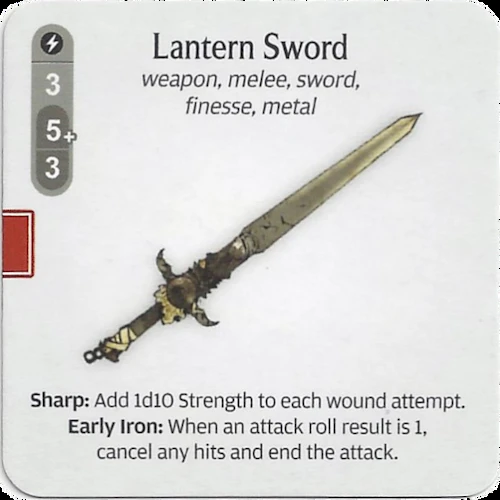 Lantern Sword
weapon, melee, sword,
finesse, metal
3
5+
3
Sharp: Add 1d10 Strength to each wound attempt.
Early Iron: When an attack roll result is 1,
cancel any hits and end the attack.